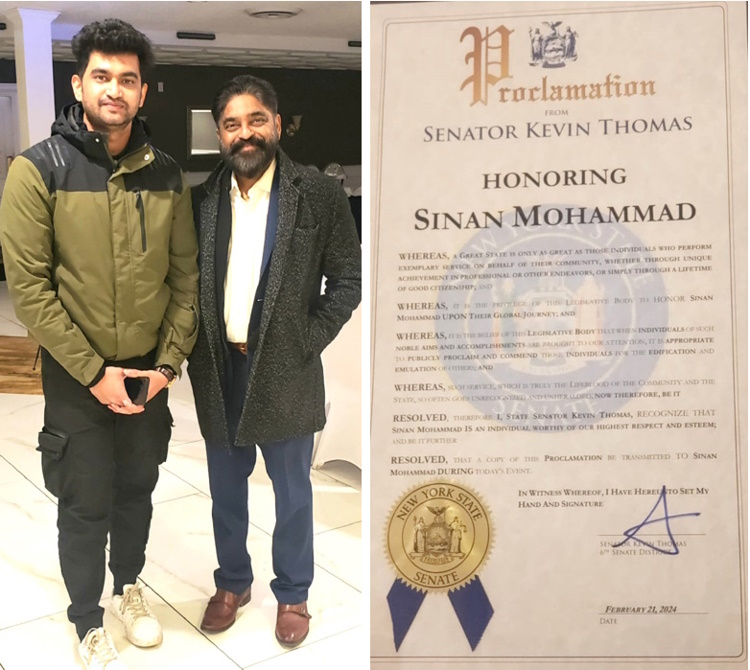 Proclamation
FROM
SENATOR KEVIN THOMAS
HONORING
SINAN MOHAMMAD
WHEREAS, A GREAT STATE IS ONLY AS GREAT AS THOSE INDIVIDUALS WHO PERFORM
EXEMPLARY SERVICE ON BEHALF OF THEIR COMMUNITY, WHETHER THROUGH UNIQUE
ACHIEVEMENT IN PROFESSIONAL OR OTHER ENDEAVORS, OR SIMPLY THROUGH A LIFETIME
OF GOOD CITIZENSHIP; AND
WHEREAS, IT IS THE PRIVILEGE OF THIS LEGISLATIVE BODY TO HONOR SINAN
MOHAMMAD UPON THEIR GLOBAL JOURNEY; AND
WHEREAS, IT IS THE BELIEF OF THIS LEGISLATIVE BODY THAT WHEN INDIVIDUALS OF SUCH
NOBLE AIMS AND ACCOMPLISHMENTS ARE BROUGHT TO OUR ATTENTION, IT IS APPROPRIATE
TO PUBLICLY PROCLAIM AND COMMEND THOSE INDIVIDUALS FOR THE EDIFICATION AND
EMULATION OF OTHERS; AND
WHEREAS, SUCH SERVICE, WHICH IS TRULY THE LIFEBLOOD OF THE COMMUNITY AND THE
STATE, SO OFTEN GOES UNRECOGNIZED AND UNHERALDED; NOW THEREFORE, BE IT
RESOLVED, THEREFORE I, STATE SENATOR KEVIN THOMAS, RECOGNIZE THAT
SINAN MOHAMMAD IS AN INDIVIDUAL WORTHY OF OUR HIGHEST RESPECT AND ESTEEM;
AND BE IT FURTHER
RESOLVED, THAT A COPY OF THIS PROCLAMATION BE TRANSMITTED TO SINAN
MOHAMMAD DURING TODAY'S EVENT.
IN WITNESS WHEREOF, I HAVE HERETO SET MY
HAND AND SIGNATURE
NEW YORK STATE
SENATE
SENATOR KEVIN THOMAS
6TH SENATE DISTRICT
FEBRUARY 21, 2024
DATE